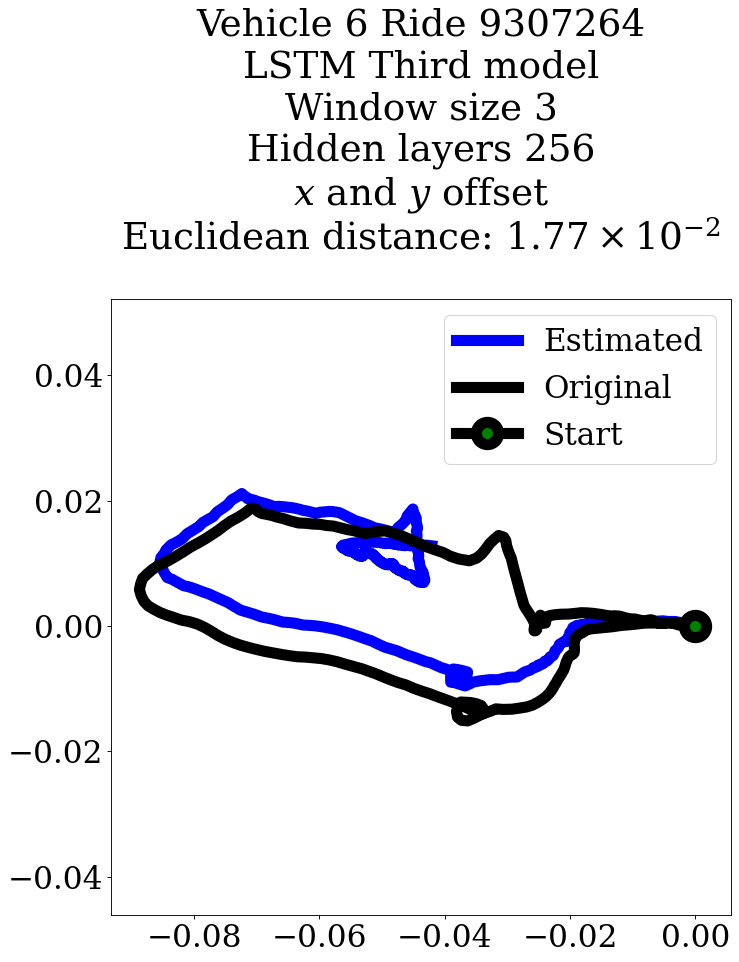 Vehicle 6 Ride 9307264
LSTM Third model
Window size 3
Hidden layers 256
x and y offset
Euclidean distance: 1.77 × 10⁻²
Estimated
Original
Start
0.04
0.02
0.00
−0.02
−0.04
−0.08 −0.06 −0.04 −0.02 0.00